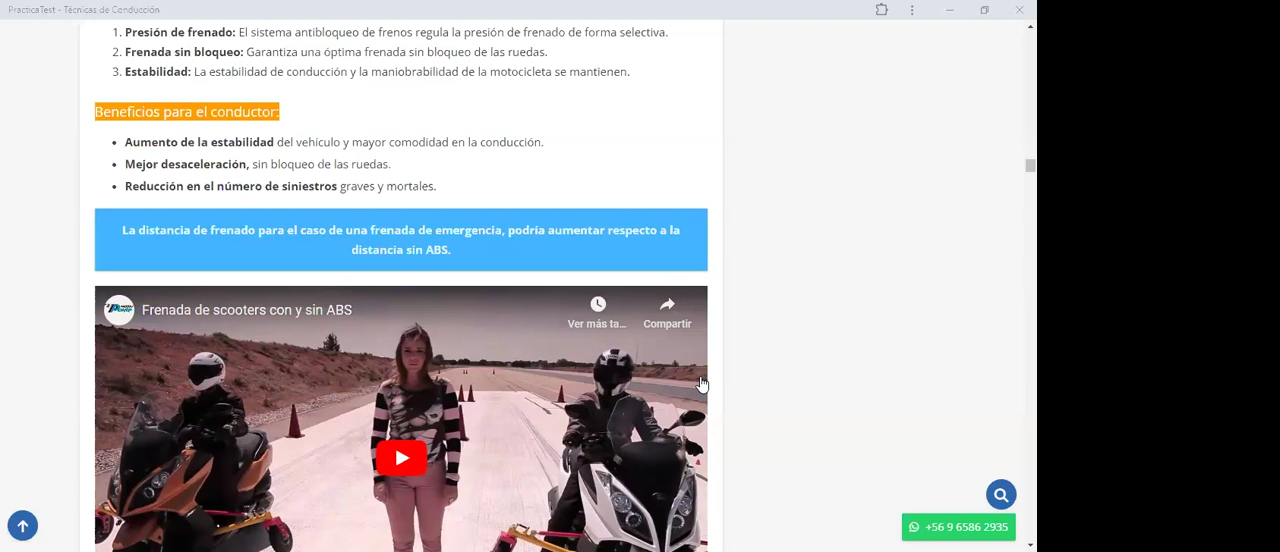 PracticaTest - Técnicas de Conducción
1. Presión de frenado: El sistema antibloqueo de frenos regula la presión de frenado de forma selectiva.
2. Frenada sin bloqueo: Garantiza una óptima frenada sin bloqueo de las ruedas.
3. Estabilidad: La estabilidad de conducción y la maniobrabilidad de la motocicleta se mantienen.
Beneficios para el conductor:
• Aumento de la estabilidad del vehículo y mayor comodidad en la conducción.
• Mejor desaceleración, sin bloqueo de las ruedas.
• Reducción en el número de siniestros graves y mortales.
La distancia de frenado para el caso de una frenada de emergencia, podría aumentar respecto a la
distancia sin ABS.
Frenada de scooters con y sin ABS
Ver más ta...
Compartir
+56 9 6586 2935